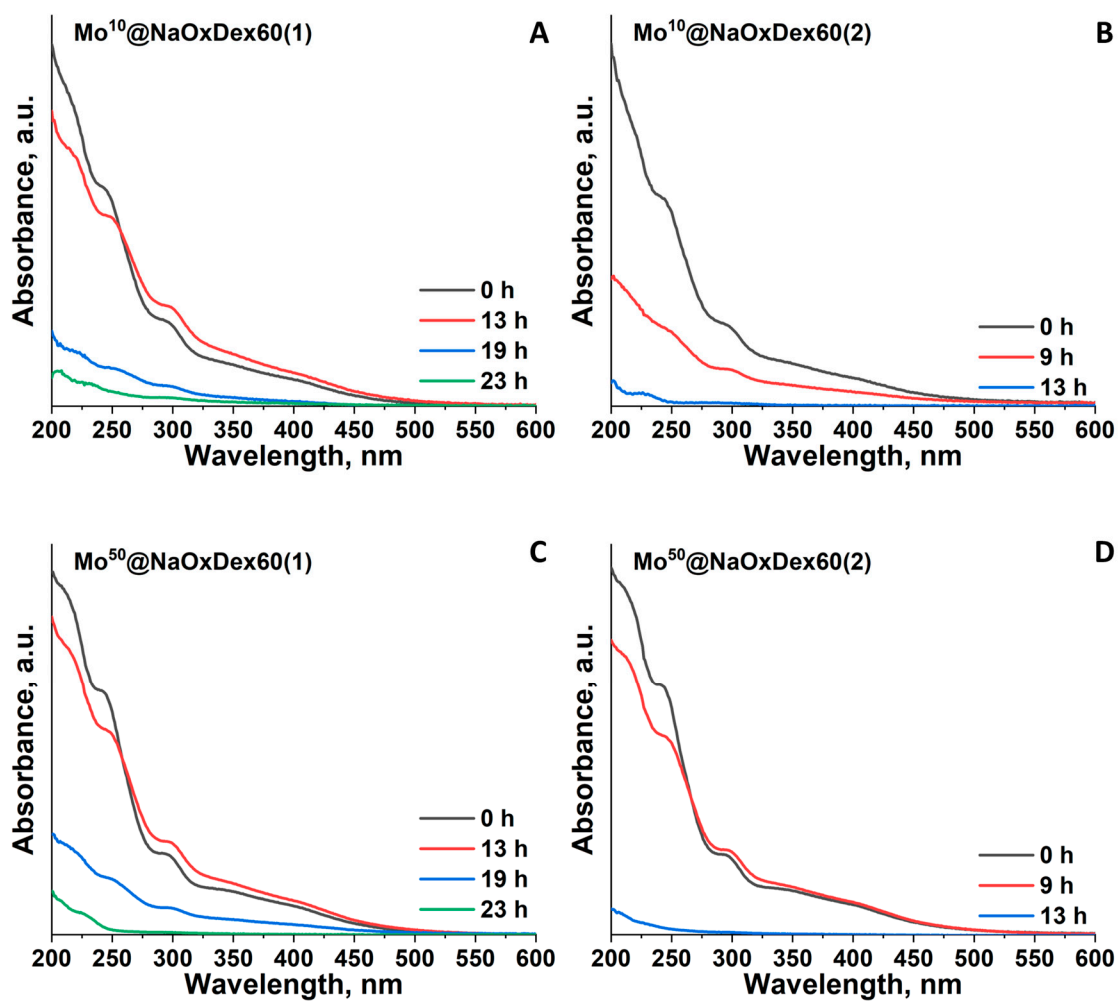 Mo¹⁰@NaOxDex60(1)
A
Absorbance, a.u.
0 h
13 h
19 h
23 h
200 250 300 350 400 450 500 550 600
Wavelength, nm
Mo¹⁰@NaOxDex60(2)
B
Absorbance, a.u.
0 h
9 h
13 h
200 250 300 350 400 450 500 550 600
Wavelength, nm
Mo⁵⁰@NaOxDex60(1)
C
Absorbance, a.u.
0 h
13 h
19 h
23 h
200 250 300 350 400 450 500 550 600
Wavelength, nm
Mo⁵⁰@NaOxDex60(2)
D
Absorbance, a.u.
0 h
9 h
13 h
200 250 300 350 400 450 500 550 600
Wavelength, nm